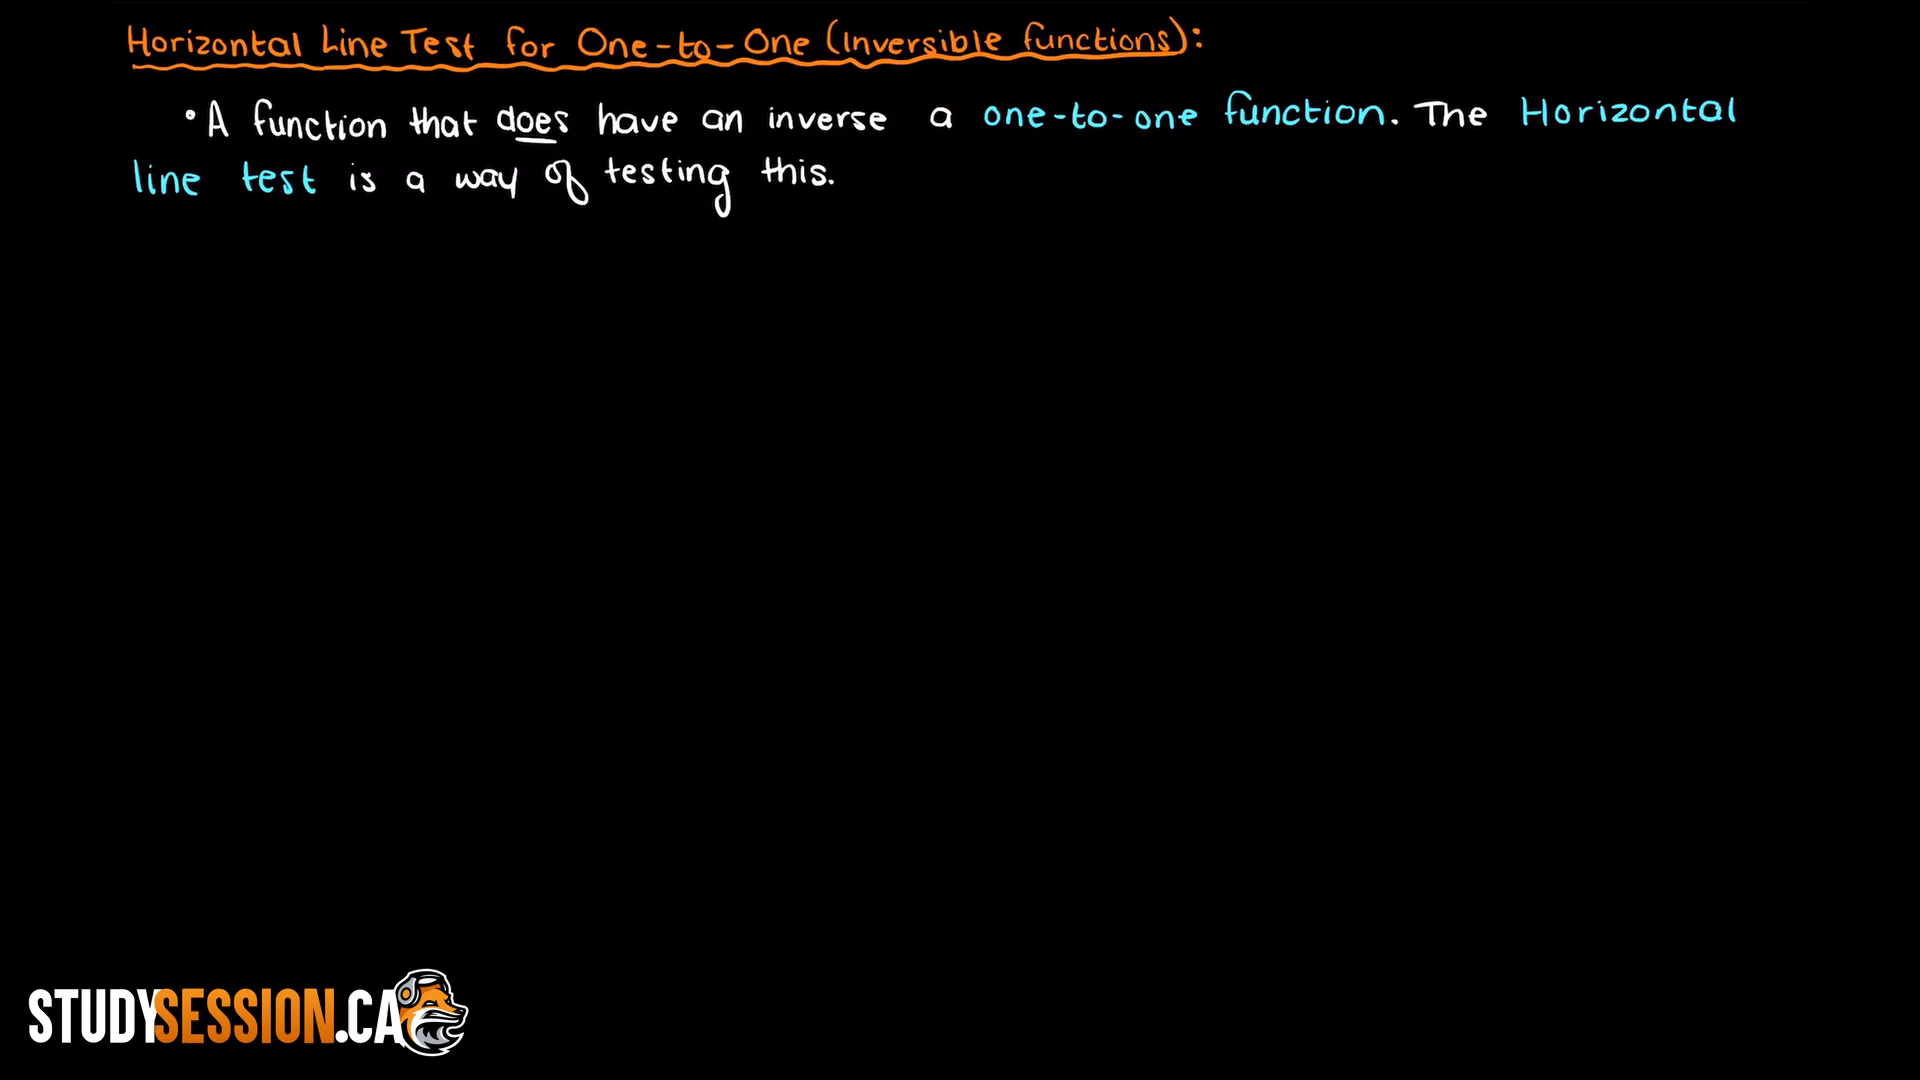 Horizontal Line Test for One-to-One (Inversible functions):
• A function that does have an inverse a one-to-one function. The Horizontal
line test is a way of testing this.
STUDYSESSION.CA